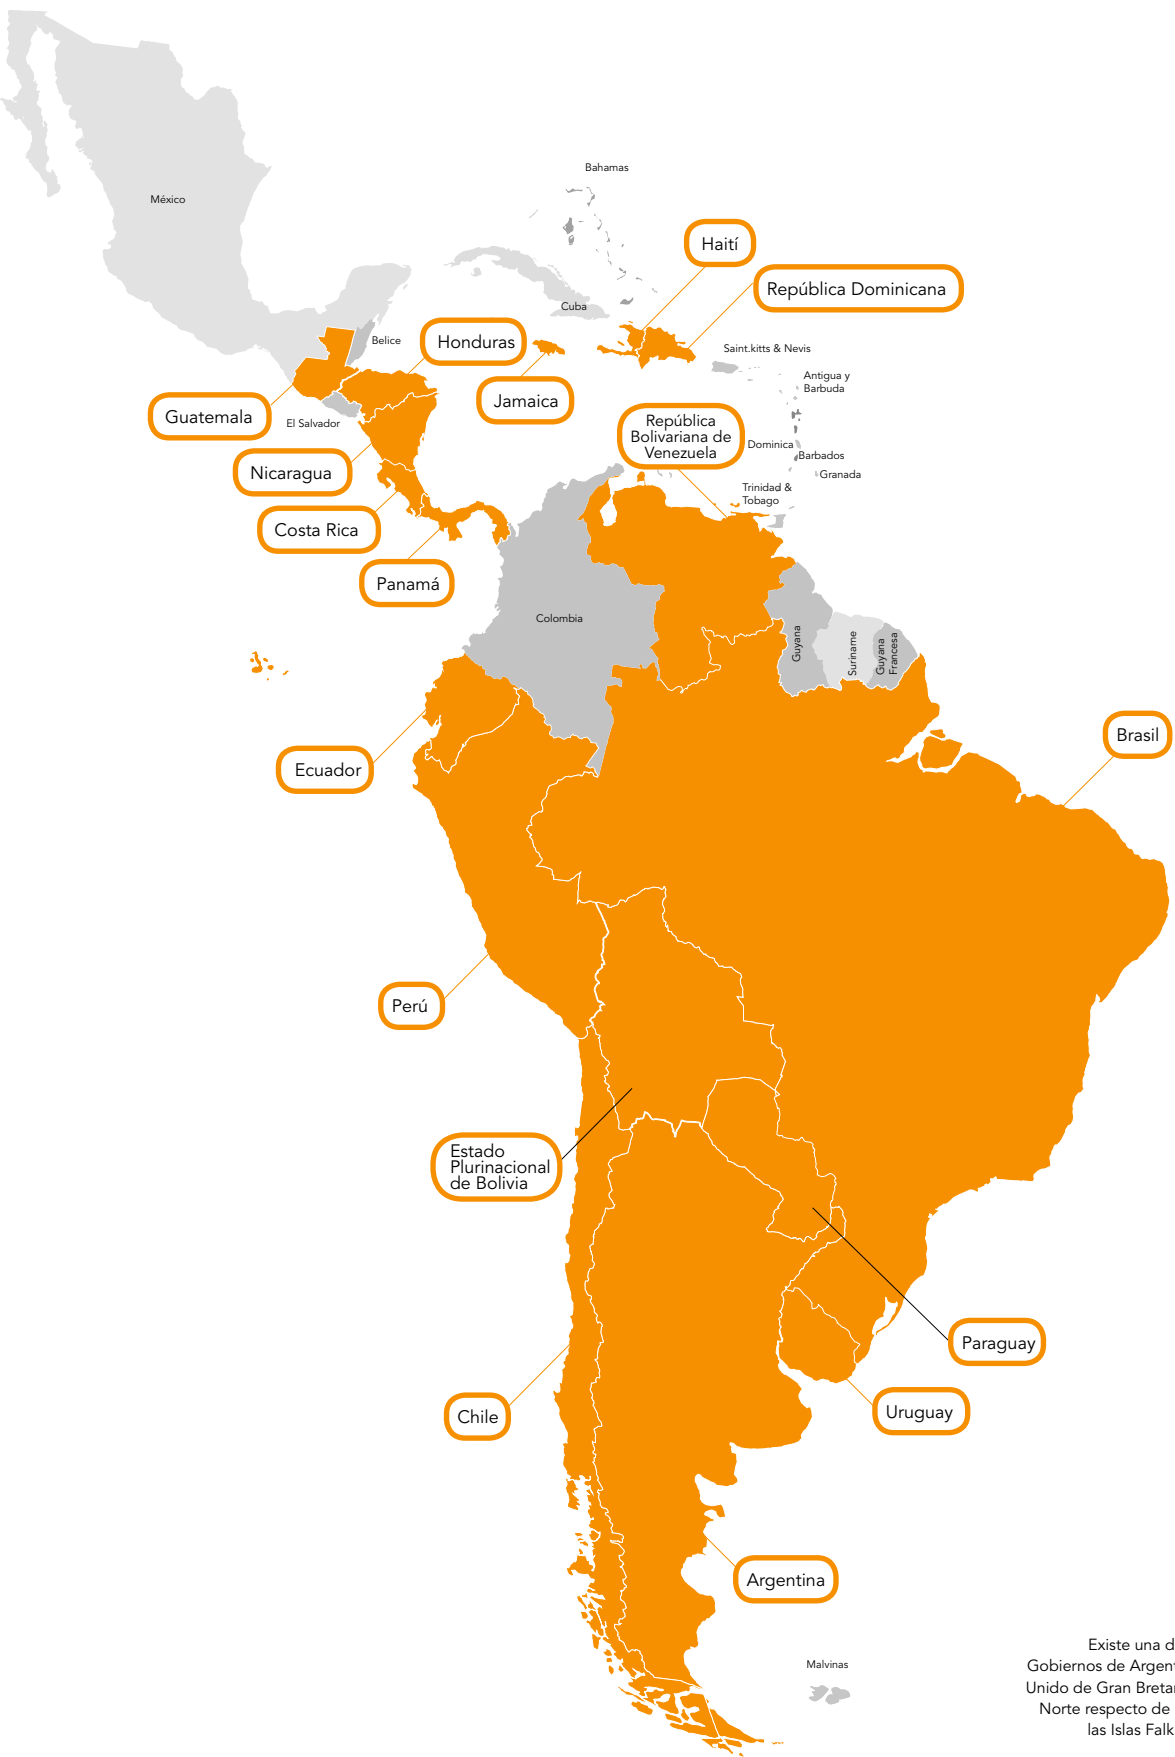 Bahamas
México
Haití
República Dominicana
Cuba
Honduras
Belice
Saint.kitts & Nevis
Antigua y
Barbuda
Jamaica
Guatemala
El Salvador
República
Bolivariana de
Venezuela
Dominica
Barbados
Granada
Nicaragua
Trinidad &
Tobago
Costa Rica
Panamá
Colombia
Guyana
Suriname
Guyana
Francesa
Brasil
Ecuador
Perú
Estado
Plurinacional
de Bolivia
Paraguay
Uruguay
Chile
Argentina
Malvinas
Existe una d
Gobiernos de Argent
Unido de Gran Bretar
Norte respecto de
las Islas Falk